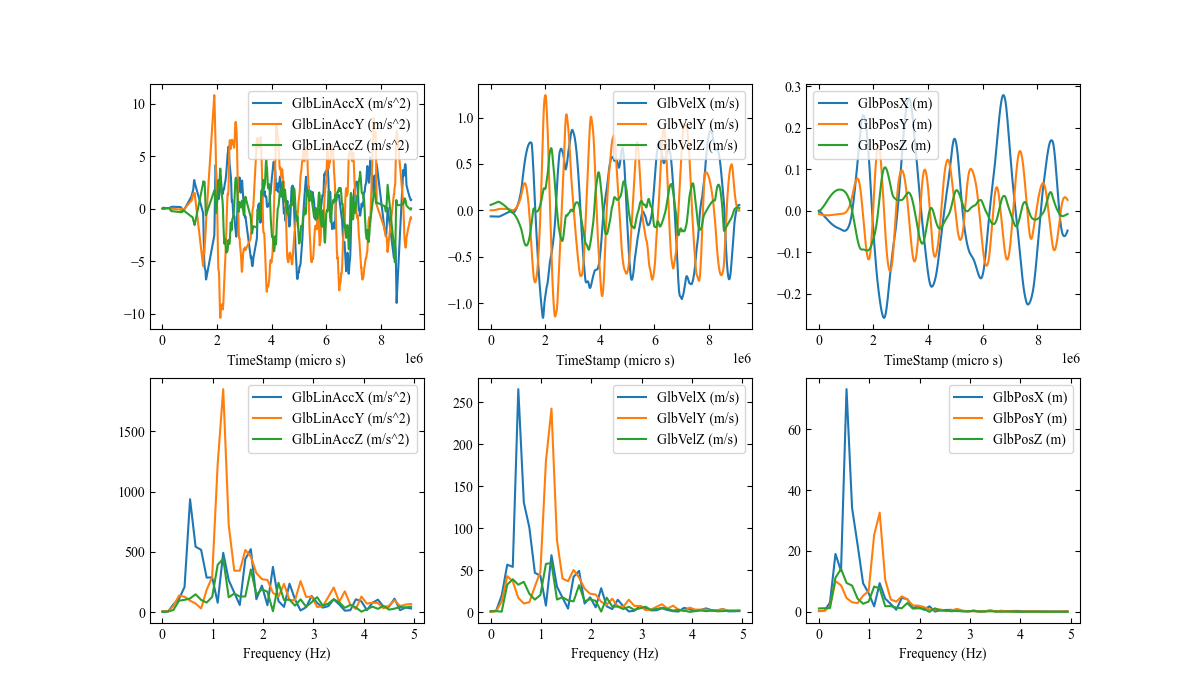 GlbLinAccX (m/s^2)
GlbLinAccY (m/s^2)
GlbLinAccZ (m/s^2)
10
5
0
−5
−10
0 2 4 6 8
1e6
TimeStamp (micro s)
GlbVelX (m/s)
GlbVelY (m/s)
GlbVelZ (m/s)
1.0
0.5
0.0
−0.5
−1.0
0 2 4 6 8
1e6
TimeStamp (micro s)
GlbPosX (m)
GlbPosY (m)
GlbPosZ (m)
0.3
0.2
0.1
0.0
−0.1
−0.2
0 2 4 6 8
1e6
TimeStamp (micro s)
GlbLinAccX (m/s^2)
GlbLinAccY (m/s^2)
GlbLinAccZ (m/s^2)
1500
1000
500
0
0 1 2 3 4 5
Frequency (Hz)
GlbVelX (m/s)
GlbVelY (m/s)
GlbVelZ (m/s)
250
200
150
100
50
0
0 1 2 3 4 5
Frequency (Hz)
GlbPosX (m)
GlbPosY (m)
GlbPosZ (m)
60
40
20
0
0 1 2 3 4 5
Frequency (Hz)